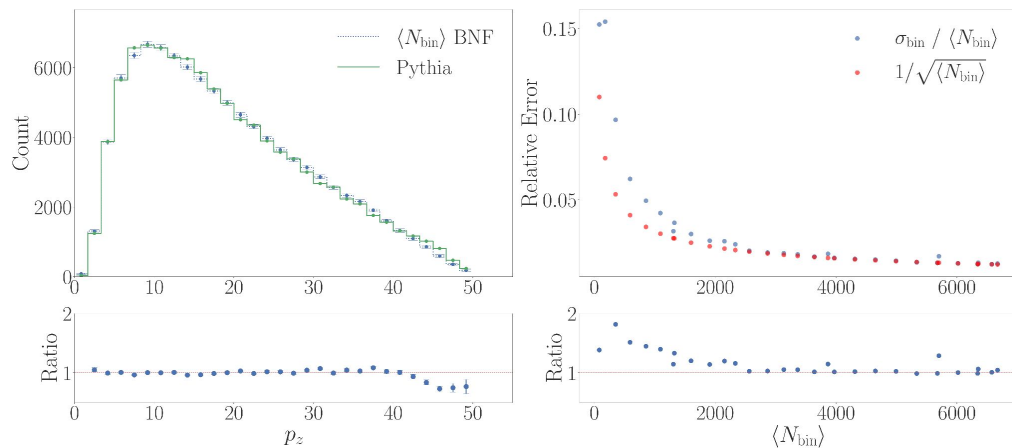 ⟨N_bin⟩ BNF
Pythia
Count
6000
4000
2000
0
0 10 20 30 40 50
Ratio
2
1
0 10 20 30 40 50
p_z
σ_bin / ⟨N_bin⟩
1/√⟨N_bin⟩
Relative Error
0.15
0.10
0.05
0 2000 4000 6000
Ratio
2
1
0 2000 4000 6000
⟨N_bin⟩